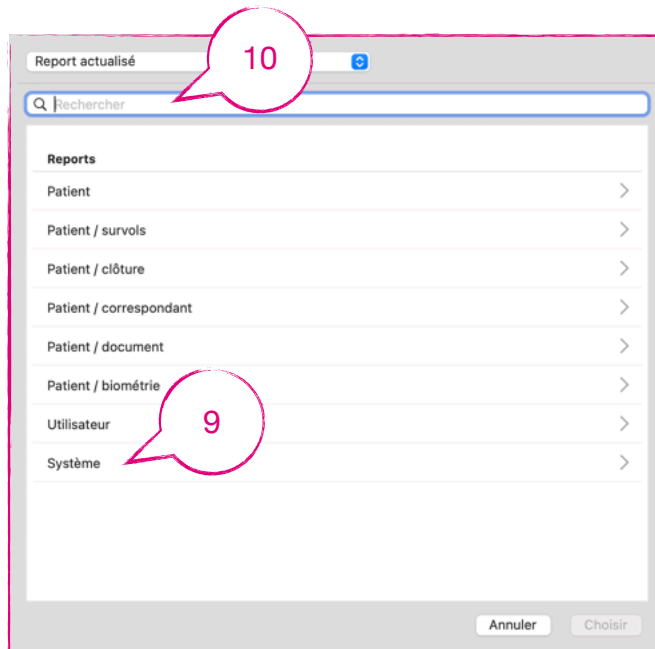 Report actualisé
10
Rechercher
Reports
Patient
Patient / survols
Patient / clôture
Patient / correspondant
Patient / document
Patient / biométrie
Utilisateur
9
Système
Annuler
Choisir